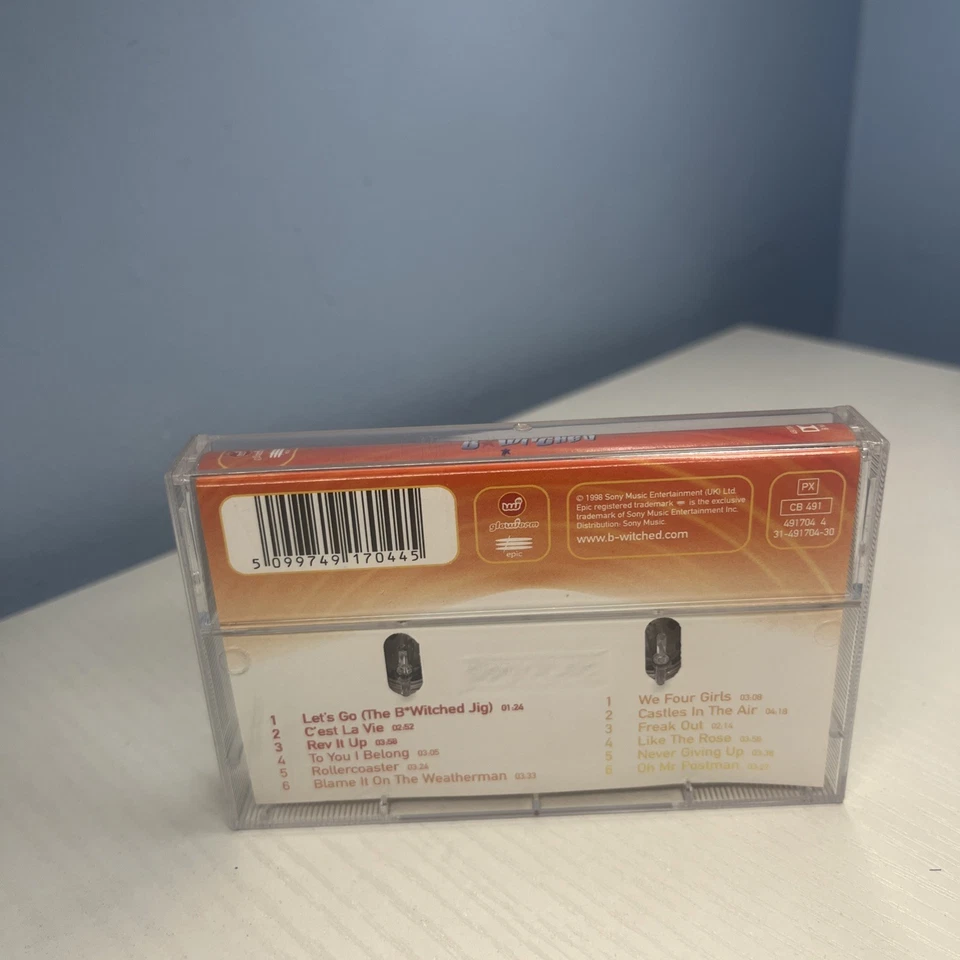 B*Witched
5 099749 170445
glowworm
epic
© 1998 Sony Music Entertainment (UK) Ltd.
Epic registered trademark is the exclusive
trademark of Sony Music Entertainment Inc.
Distribution: Sony Music
www.b-witched.com
PX
CB 491
491704 4
31-491704-30
1 Let's Go (The B*Witched Jig) 01:24
2 C'est La Vie 02:52
3 Rev It Up 03:58
4 To You I Belong 03:05
5 Rollercoaster 03:24
6 Blame It On The Weatherman 03:33
1 We Four Girls 03:08
2 Castles In The Air 04:18
3 Freak Out 02:14
4 Like The Rose 03:58
5 Never Giving Up
6 Oh Mr Postman